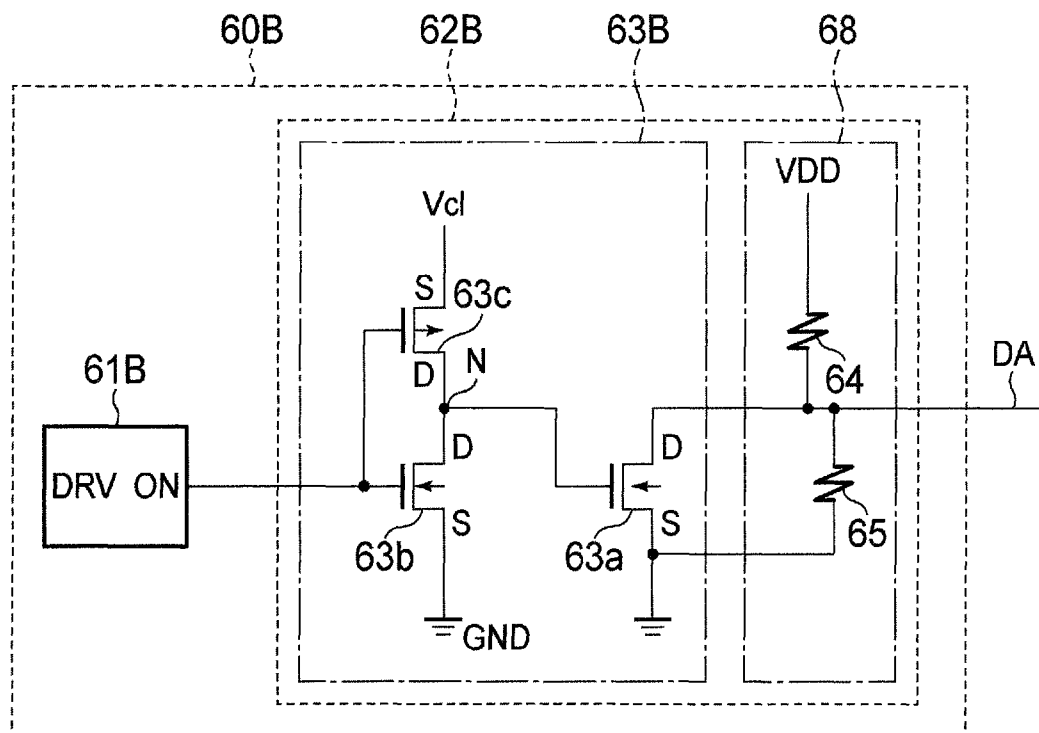 60B 62B 63B 68
VDD
Vcl
S
63c
D
N
64
DA
61B
DRV ON
D
S
63b
D
S
63a
65
GND